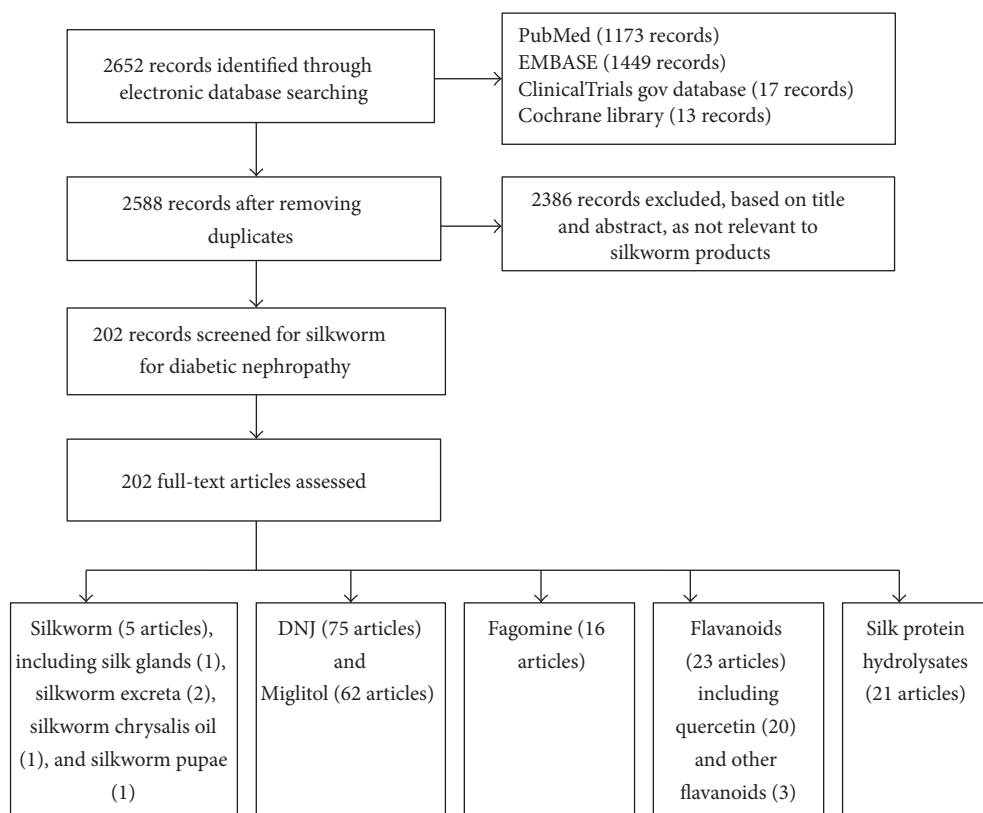 2652 records identified through
electronic database searching
PubMed (1173 records)
EMBASE (1449 records)
ClinicalTrials gov database (17 records)
Cochrane library (13 records)
2588 records after removing
duplicates
2386 records excluded, based on title
and abstract, as not relevant to
silkworm products
202 records screened for silkworm
for diabetic nephropathy
202 full-text articles assessed
Silkworm (5 articles),
including silk glands (1),
silkworm excreta (2),
silkworm chrysalis oil
(1), and silkworm pupae
(1)
DNJ (75 articles)
and
Miglitol (62 articles)
Fagomine (16
articles)
Flavanoids
(23 articles)
including
quercetin (20)
and other
flavanoids (3)
Silk protein
hydrolysates
(21 articles)